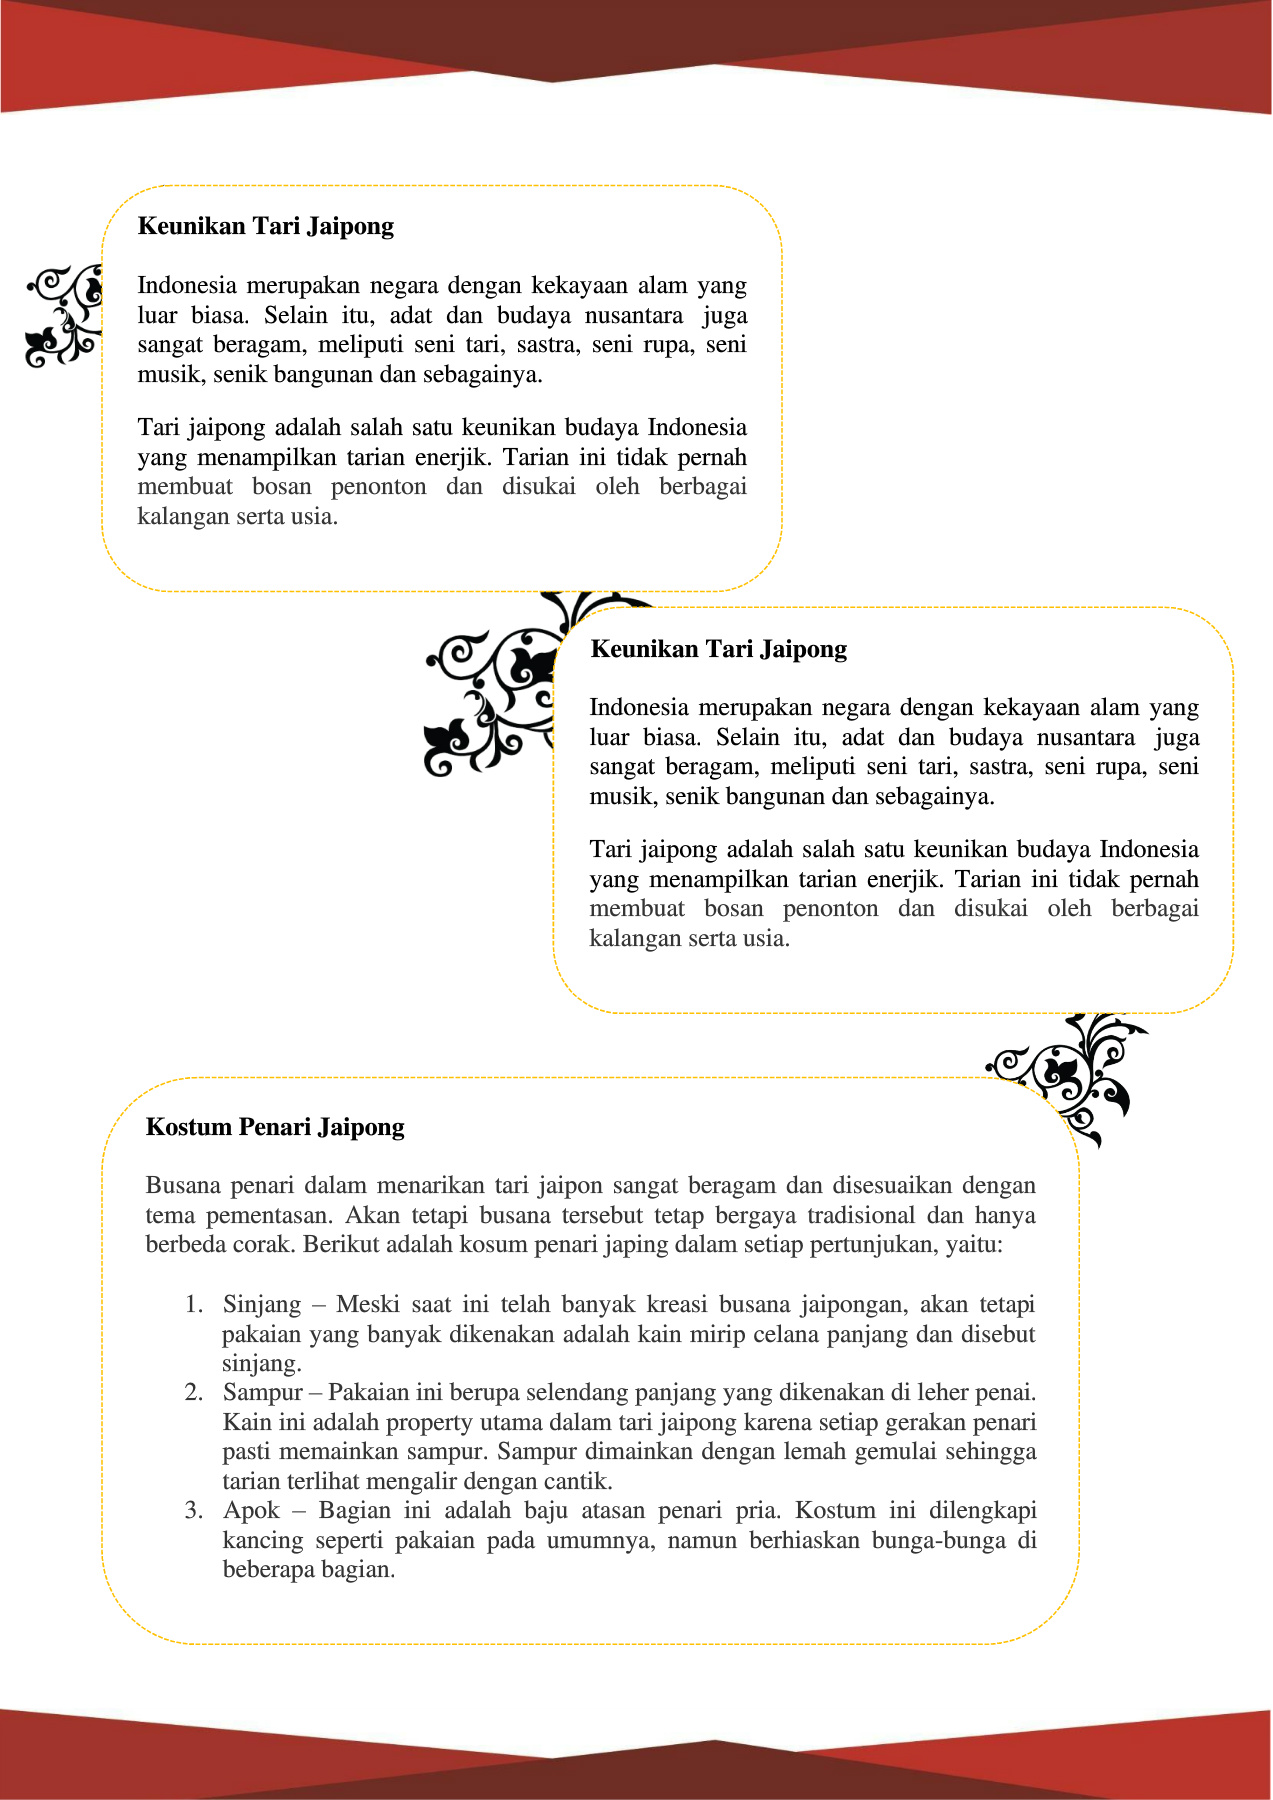 Keunikan Tari Jaipong
Indonesia merupakan negara dengan kekayaan alam yang
luar biasa. Selain itu, adat dan budaya nusantara juga
sangat beragam, meliputi seni tari, sastra, seni rupa, seni
musik, senik bangunan dan sebagainya.
Tari jaipong adalah salah satu keunikan budaya Indonesia
yang menampilkan tarian enerjik. Tarian ini tidak pernah
membuat bosan penonton dan disukai oleh berbagai
kalangan serta usia.
Keunikan Tari Jaipong
Indonesia merupakan negara dengan kekayaan alam yang
luar biasa. Selain itu, adat dan budaya nusantara juga
sangat beragam, meliputi seni tari, sastra, seni rupa, seni
musik, senik bangunan dan sebagainya.
Tari jaipong adalah salah satu keunikan budaya Indonesia
yang menampilkan tarian enerjik. Tarian ini tidak pernah
membuat bosan penonton dan disukai oleh berbagai
kalangan serta usia.
Kostum Penari Jaipong
Busana penari dalam menarikan tari jaipon sangat beragam dan disesuaikan dengan
tema pementasan. Akan tetapi busana tersebut tetap bergaya tradisional dan hanya
berbeda corak. Berikut adalah kosum penari japing dalam setiap pertunjukan, yaitu:
1. Sinjang – Meski saat ini telah banyak kreasi busana jaipongan, akan tetapi
pakaian yang banyak dikenakan adalah kain mirip celana panjang dan disebut
sinjang.
2. Sampur – Pakaian ini berupa selendang panjang yang dikenakan di leher penai.
Kain ini adalah property utama dalam tari jaipong karena setiap gerakan penari
pasti memainkan sampur. Sampur dimainkan dengan lemah gemulai sehingga
tarian terlihat mengalir dengan cantik.
3. Apok – Bagian ini adalah baju atasan penari pria. Kostum ini dilengkapi
kancing seperti pakaian pada umumnya, namun berhiaskan bunga-bunga di
beberapa bagian.